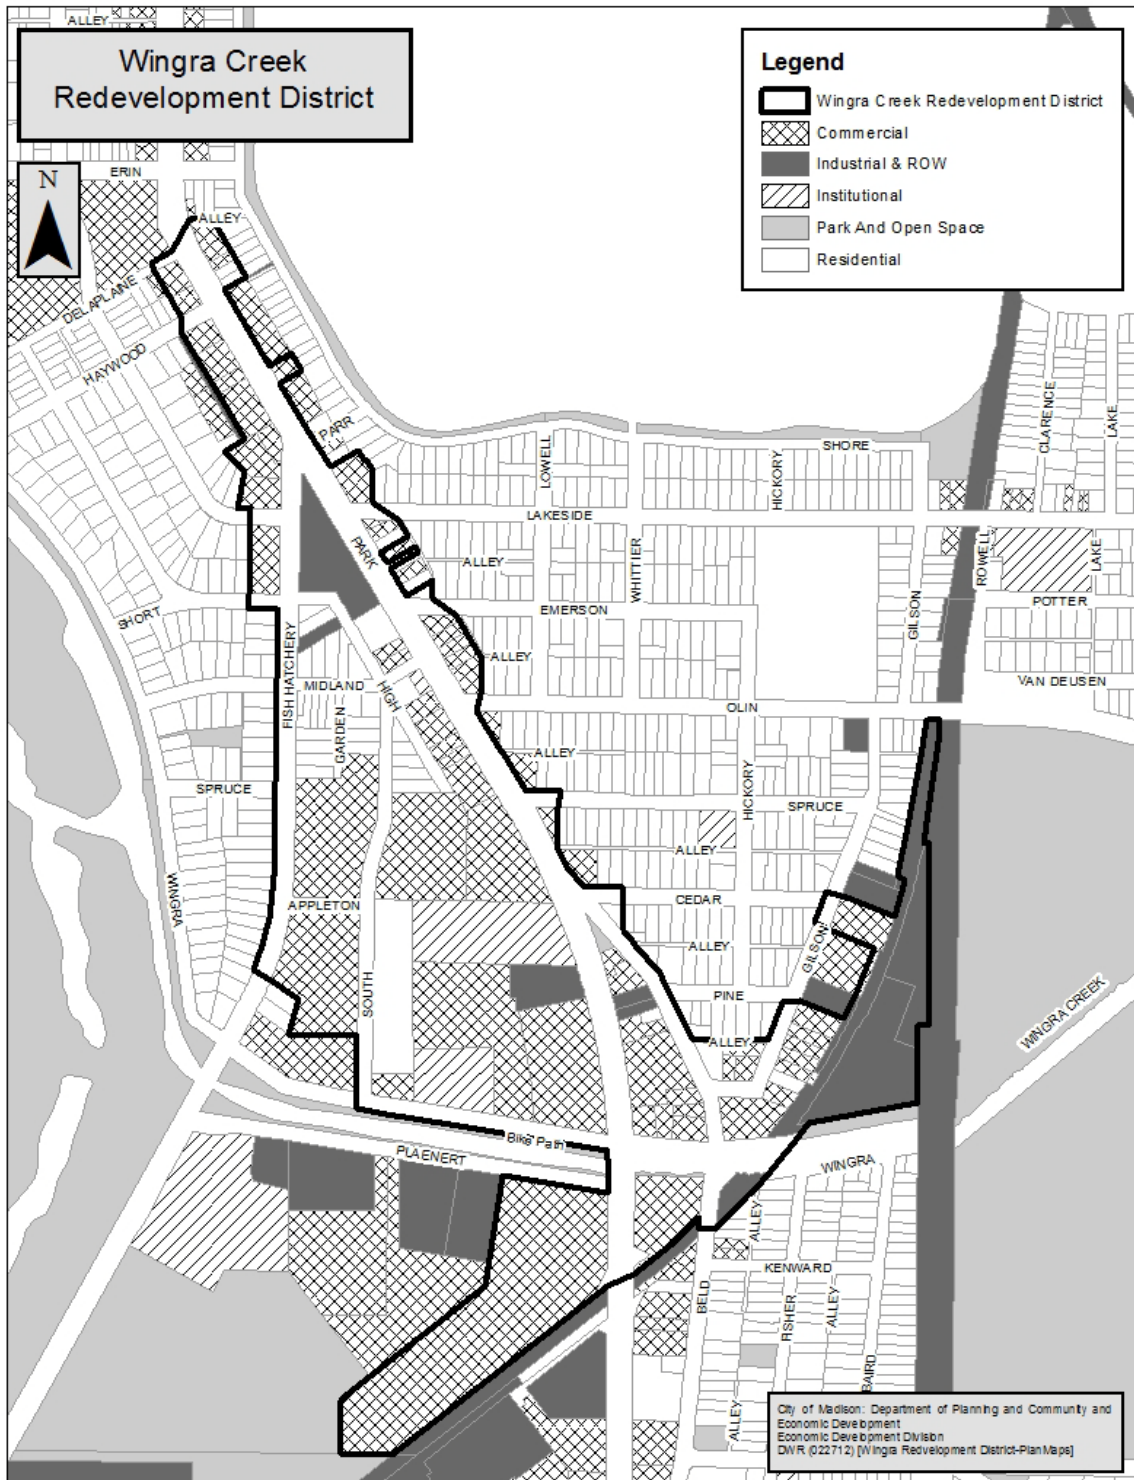 ALLEY
Wingra Creek
Redevelopment District
Legend
Wingra Creek Redevelopment District
Commercial
Industrial & ROW
Institutional
Park And Open Space
Residential
N
ERIN
ALLEY
DELAPLAINE
HAYWOOD
PARR
LOWELL
HICKORY
SHORE
CLARENCE
LAKE
LAKESIDE
PARK
ALLEY
WHITTIER
ROWELL
LAKE
SHORT
EMERSON
GILSON
POTTER
FISH HATCHERY
ALLEY
MIDLAND
HIGH
VAN DEUSEN
GARDEN
OLIN
ALLEY
SPRUCE
HICKORY
SPRUCE
ALLEY
WINGRA
APPLETON
CEDAR
ALLEY
GILSON
SOUTH
PINE
WINGRA CREEK
ALLEY
Bike Path
PLAENERT
WINGRA
ALLEY
KENWARD
BELD
FISHER
ALLEY
BAIRD
ALLEY
City of Madison: Department of Planning and Community and
Economic Development
Economic Development Division
DWR (022712) [Wingra Redvelopment District-PlanMaps]